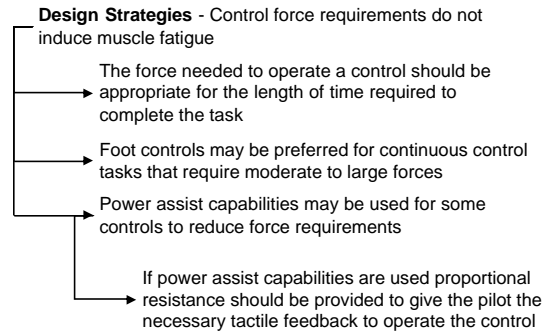 Design Strategies - Control force requirements do not
induce muscle fatigue
The force needed to operate a control should be
appropriate for the length of time required to
complete the task
Foot controls may be preferred for continuous control
tasks that require moderate to large forces
Power assist capabilities may be used for some
controls to reduce force requirements
If power assist capabilities are used proportional
resistance should be provided to give the pilot the
necessary tactile feedback to operate the control